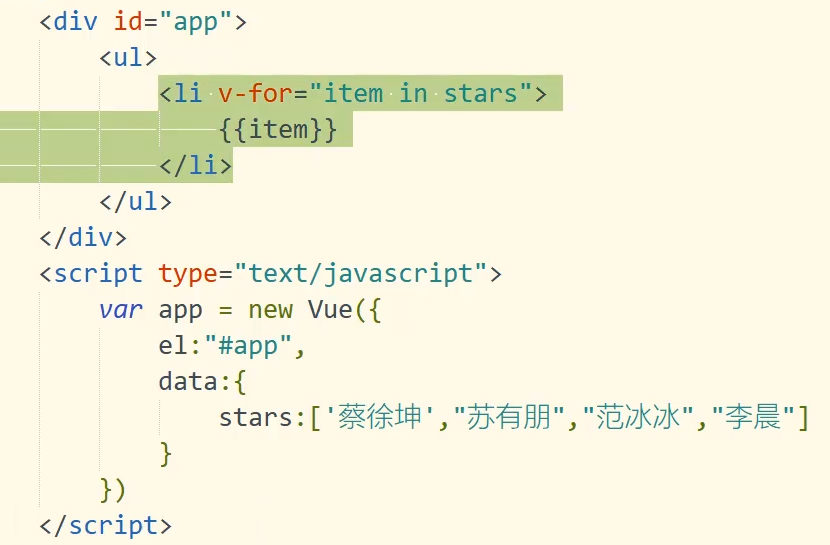 <div id="app">
<ul>
<li v-for="item in stars">
{{item}}
</li>
</ul>
</div>
<script type="text/javascript">
var app = new Vue({
el:"#app",
data:{
stars:['蔡徐坤',"苏有朋","范冰冰","李晨"]
}
})
</script>